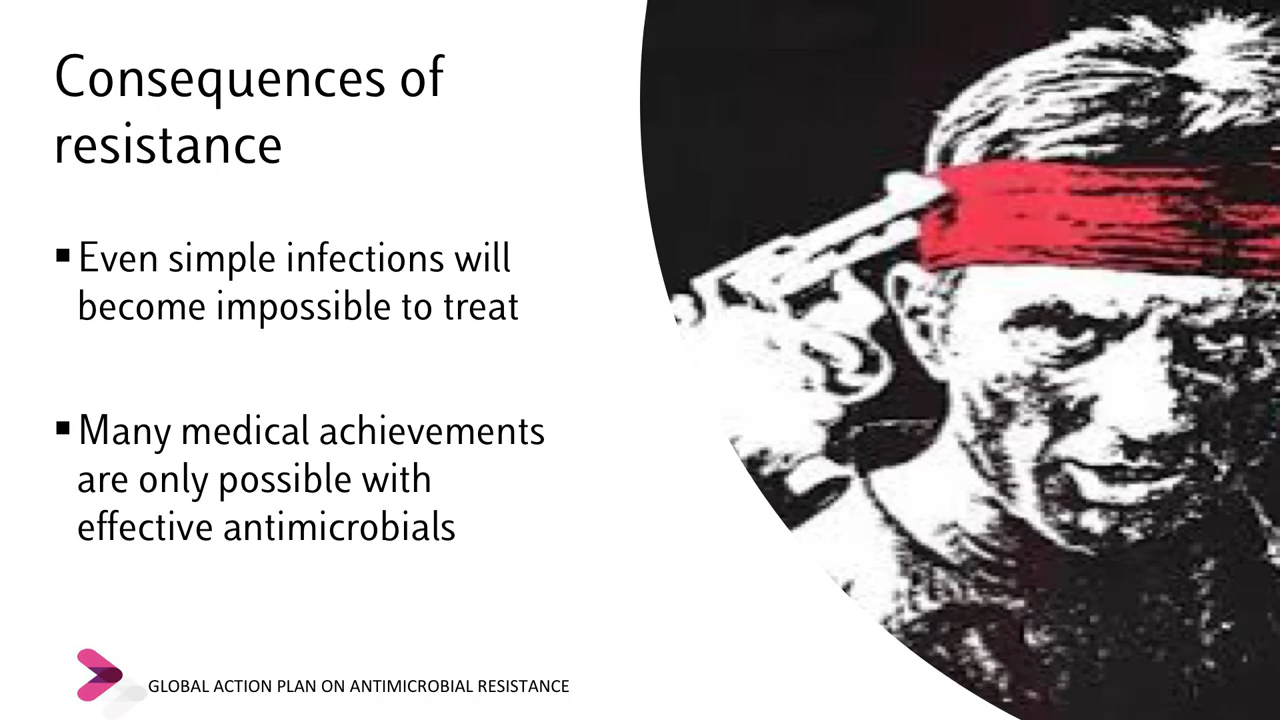 Consequences of
resistance
▪ Even simple infections will
become impossible to treat
▪ Many medical achievements
are only possible with
effective antimicrobials
GLOBAL ACTION PLAN ON ANTIMICROBIAL RESISTANCE